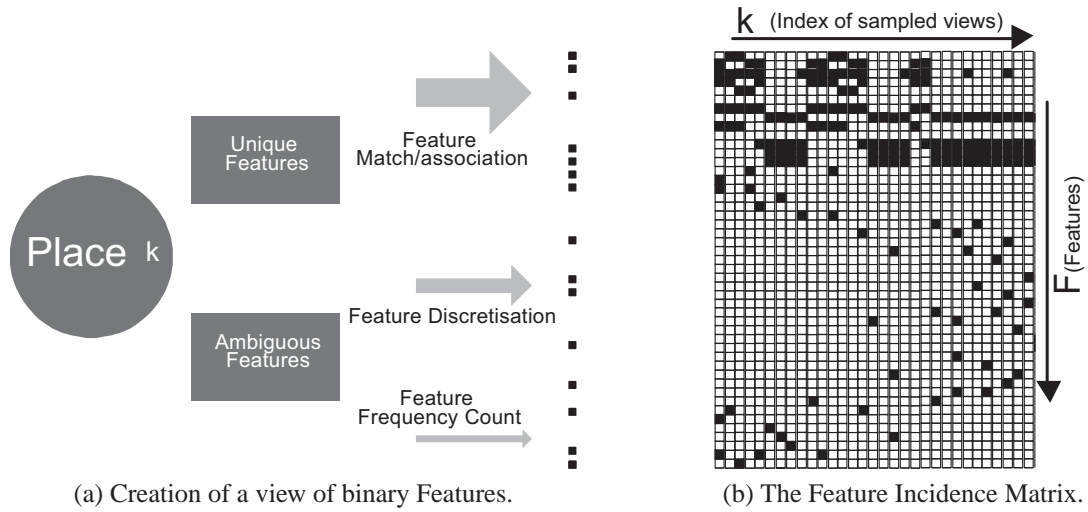 Place k
Unique
Features
Ambiguous
Features
Feature
Match/association
Feature Discretisation
Feature
Frequency Count
(a) Creation of a view of binary Features.
k (Index of sampled views)
F (Features)
(b) The Feature Incidence Matrix.